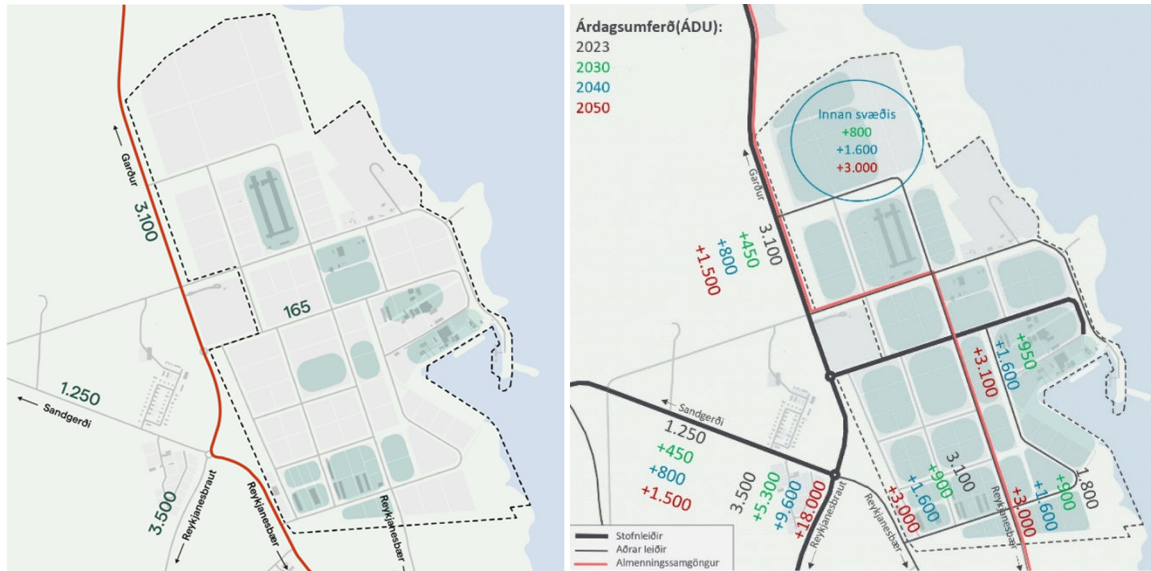 Garður
3.100
165
1.250
Sandgerði
3.500
Reykjanesbraut
Reykjanesbær
Reykjanesbær
Árdagsumferð(ÁDU):
2023
2030
2040
2050
Innan svæðis
+800
+1.600
+3.000
Garður
3.100
+450
+800
+1.500
+950
+1.600
+3.100
Sandgerði
1.250
+450
+800
+1.500
3.500
+5.300
+9.600
+18.000
3.100
+900
+1.600
+3.000
1.800
+900
+1.600
+3.000
Reykjanesbraut
Reykjanesbær
Reykjanesbær
Stofnleiðir
Aðrar leiðir
Almenningssamgöngur